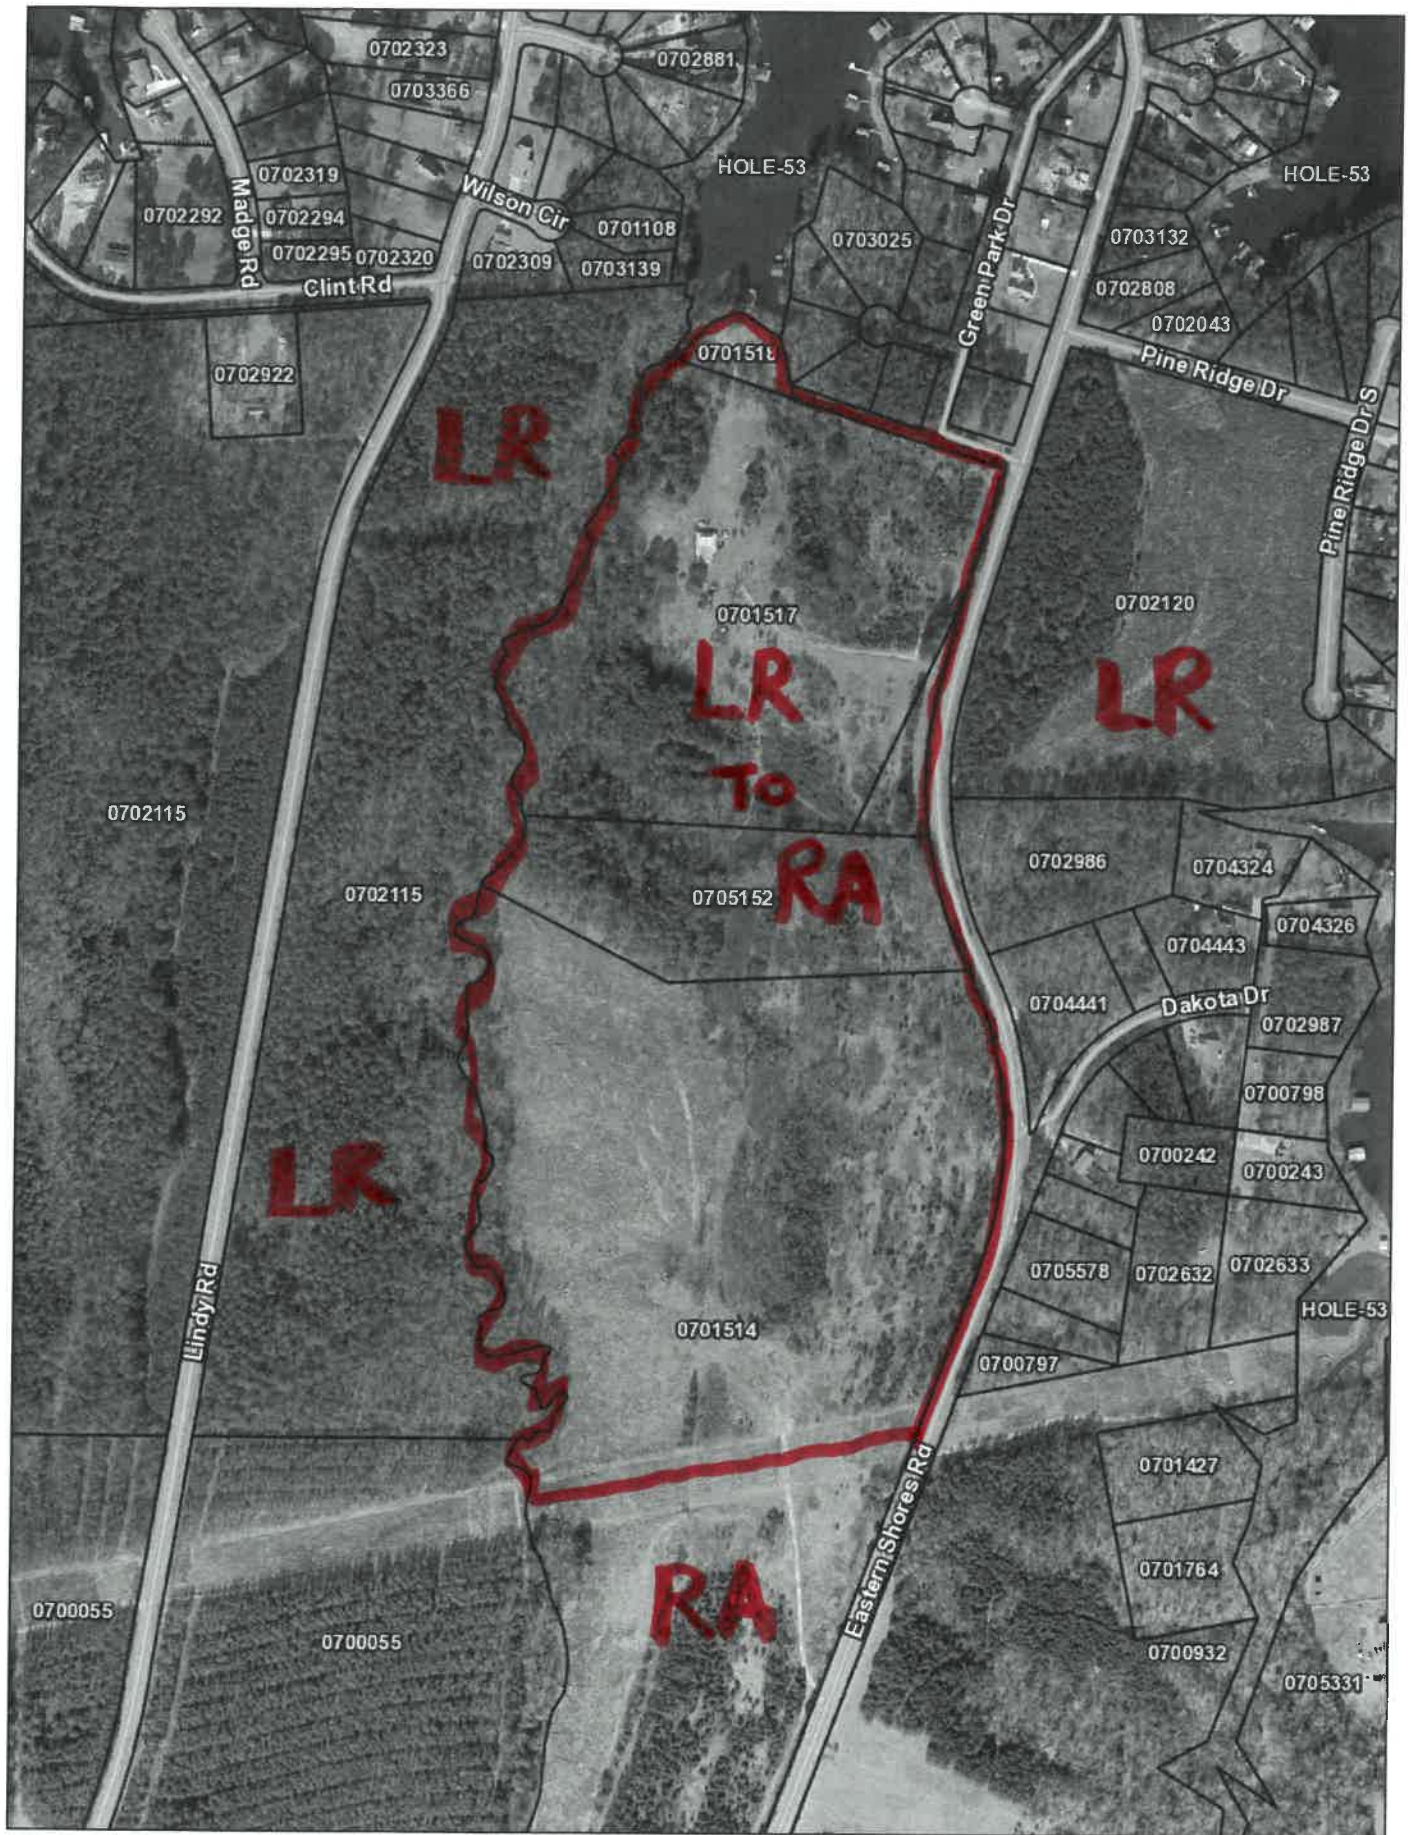 0702323
0702881
0703366
HOLE-53
HOLE-53
0702319
Madge Rd
Wilson Cir
0702292
0702294
0701108
0703025
0703132
Green Park Dr
0702295
0702320
0702309
0703139
Clint Rd
0702808
0702043
0701518
Pine Ridge Dr
0702922
LR
Pine Ridge Dr S
0702120
0701517
LR
LR
TO
0702115
0702986
0704324
RA
0702115
0705152
0704326
0704443
0704441
Dakota Dr
0702987
0700798
0700242
0700243
LR
0705578
0702632
0702633
Lindy Rd
HOLE-53
0701514
0700797
0701427
Eastern Shores Rd
0701764
RA
0700055
0700055
0700932
0705331